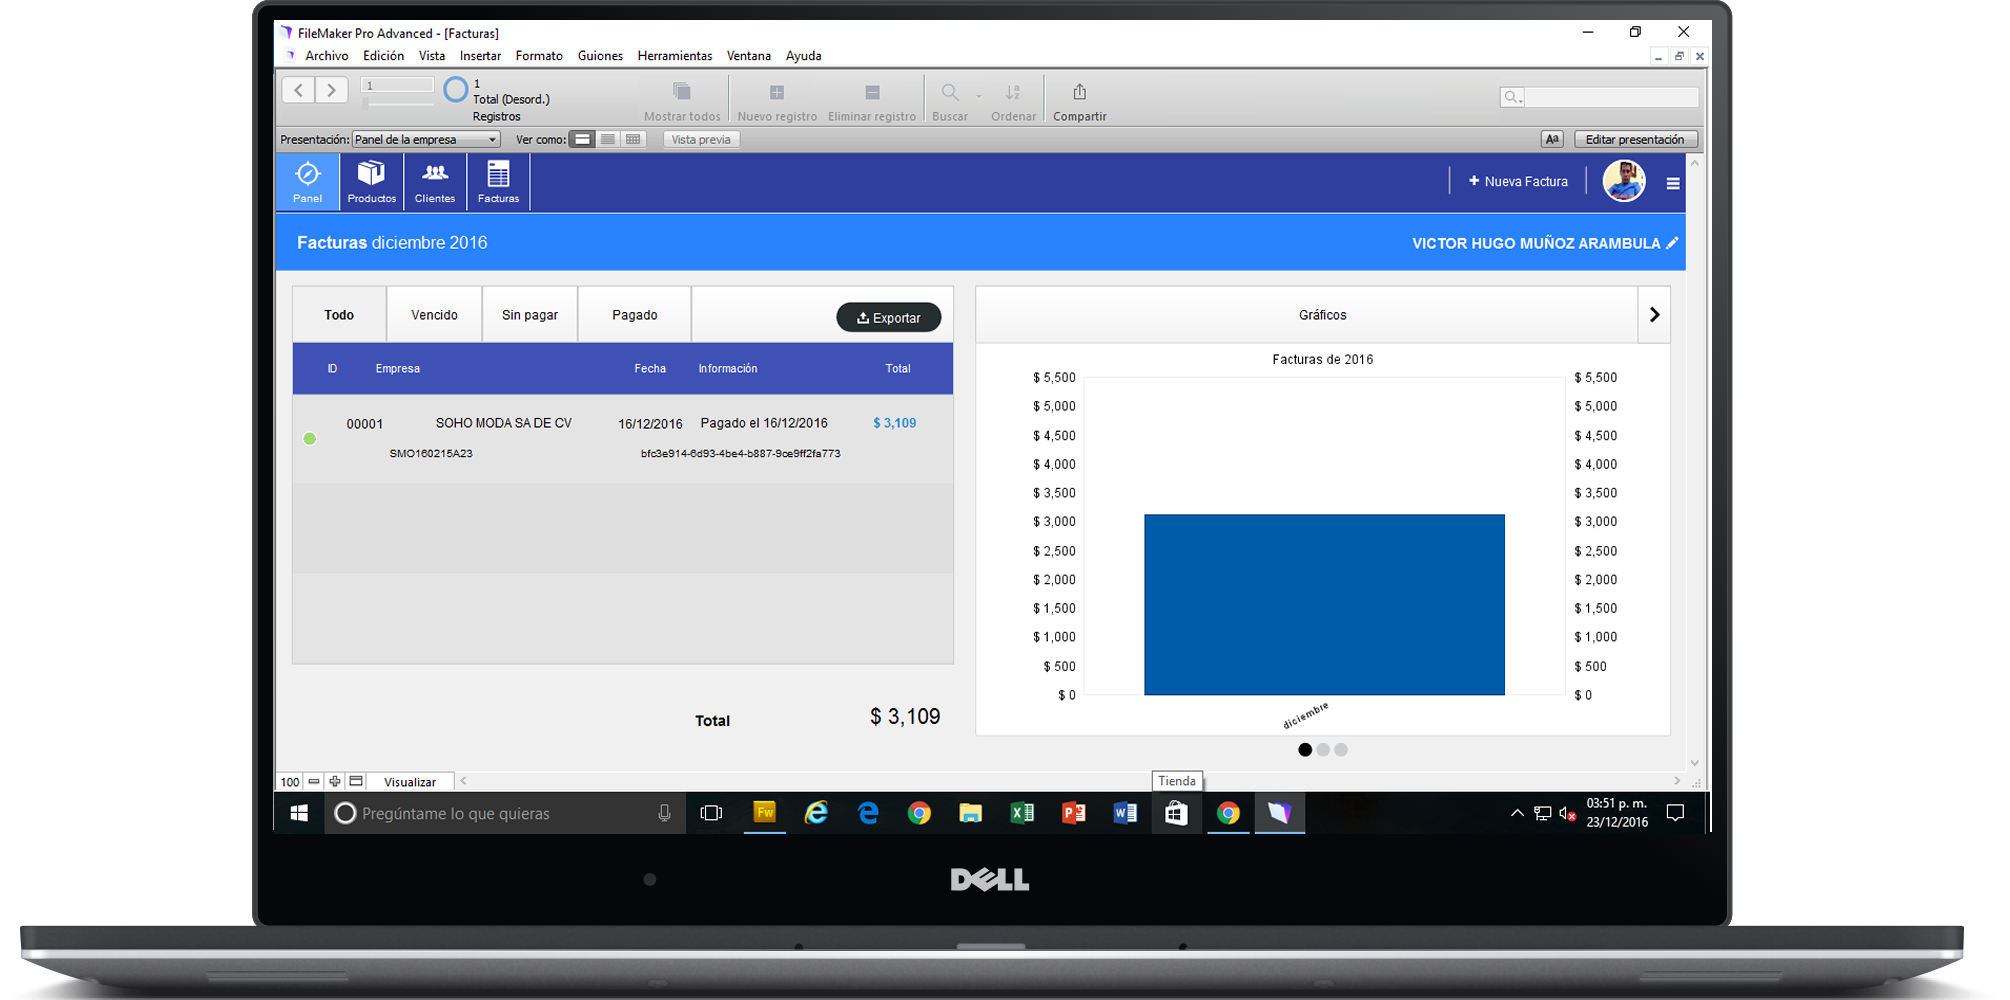 FileMaker Pro Advanced - [Facturas]
Archivo Edición Vista Insertar Formato Guiones Herramientas Ventana Ayuda
1
1
Total (Desord.)
Registros
Mostrar todos Nuevo registro Eliminar registro Buscar Ordenar Compartir
Presentación: Panel de la empresa Ver como: Vista previa Aa Editar presentación
Panel Productos Clientes Facturas
+ Nueva Factura
Facturas diciembre 2016
VICTOR HUGO MUÑOZ ARAMBULA
Todo Vencido Sin pagar Pagado Exportar
ID Empresa Fecha Información Total
00001 SOHO MODA SA DE CV 16/12/2016 Pagado el 16/12/2016 $ 3,109
SMO160215A23 bfc3e914-6d93-4be4-b887-9ce9ff2fa773
Total $ 3,109
Gráficos
Facturas de 2016
$ 5,500 $ 5,500
$ 5,000 $ 5,000
$ 4,500 $ 4,500
$ 4,000 $ 4,000
$ 3,500 $ 3,500
$ 3,000 $ 3,000
$ 2,500 $ 2,500
$ 2,000 $ 2,000
$ 1,500 $ 1,500
$ 1,000 $ 1,000
$ 500 $ 500
$ 0 $ 0
diciembre
100 Visualizar
Tienda
Pregúntame lo que quieras
Fw
03:51 p. m.
23/12/2016
DELL